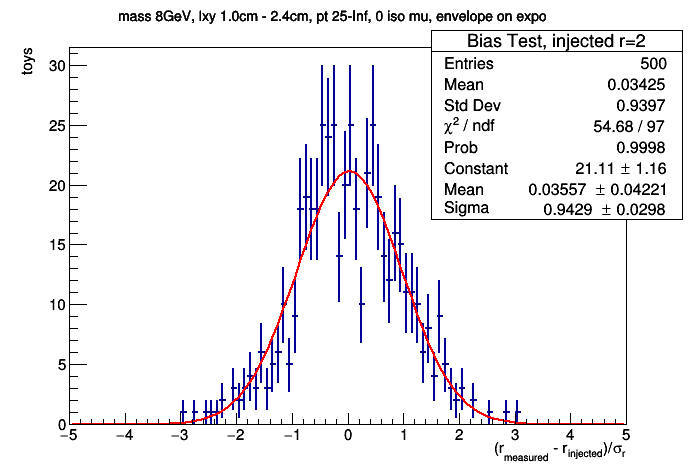 mass 8GeV, lxy 1.0cm - 2.4cm, pt 25-Inf, 0 iso mu, envelope on expo
Bias Test, injected r=2
Entries 500
Mean 0.03425
Std Dev 0.9397
χ² / ndf 54.68 / 97
Prob 0.9998
Constant 21.11 ± 1.16
Mean 0.03557 ± 0.04221
Sigma 0.9429 ± 0.0298
toys
30
25
20
15
10
5
0
−5 −4 −3 −2 −1 0 1 2 3 4 5
(r_measured - r_injected)/σ_r